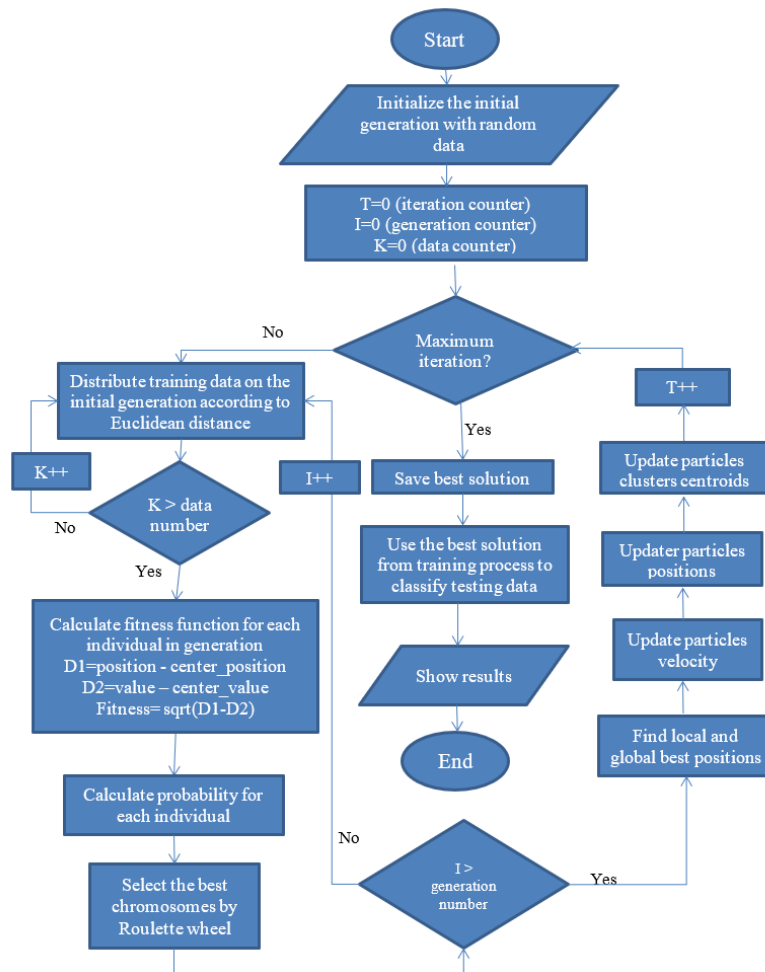 Start
Initialize the initial
generation with random
data
T=0 (iteration counter)
I=0 (generation counter)
K=0 (data counter)
No
Maximum
iteration?
Distribute training data on the
initial generation according to
Euclidean distance
T++
Yes
K++
I++
Save best solution
Update particles
clusters centroids
K > data
number
No
Use the best solution
from training process to
classify testing data
Updater particles
positions
Yes
Calculate fitness function for each
individual in generation
D1=position - center_position
D2=value – center_value
Fitness= sqrt(D1-D2)
Update particles
velocity
Show results
Find local and
global best positions
End
Calculate probability for
each individual
No
I >
generation
number
Yes
Select the best
chromosomes by
Roulette wheel